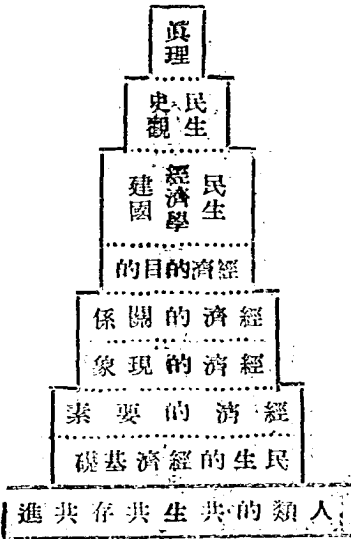 眞理
民生
史觀
民生
經濟學
建國
經濟的目的
經濟的關係
經濟的現象
經濟的要素
民生的經濟基礎
人類的共生共存共進